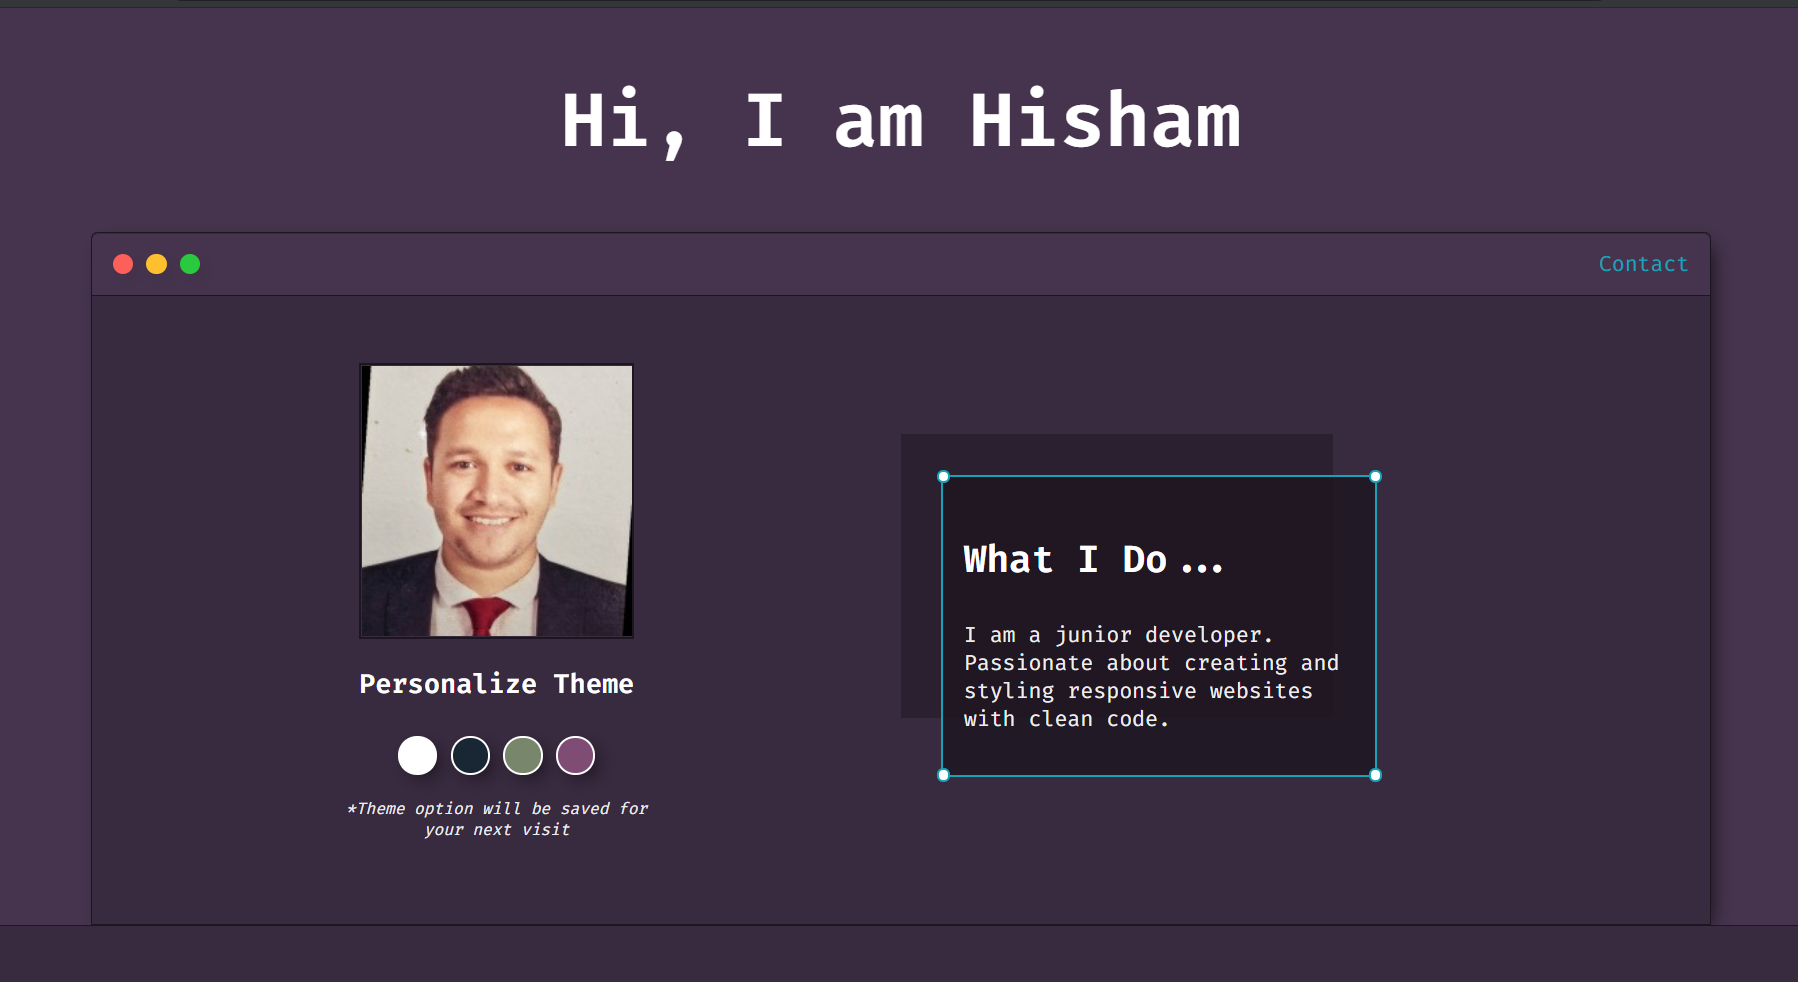 Hi, I am Hisham
Contact
Personalize Theme
*Theme option will be saved for
your next visit
What I Do...
I am a junior developer.
Passionate about creating and
styling responsive websites
with clean code.